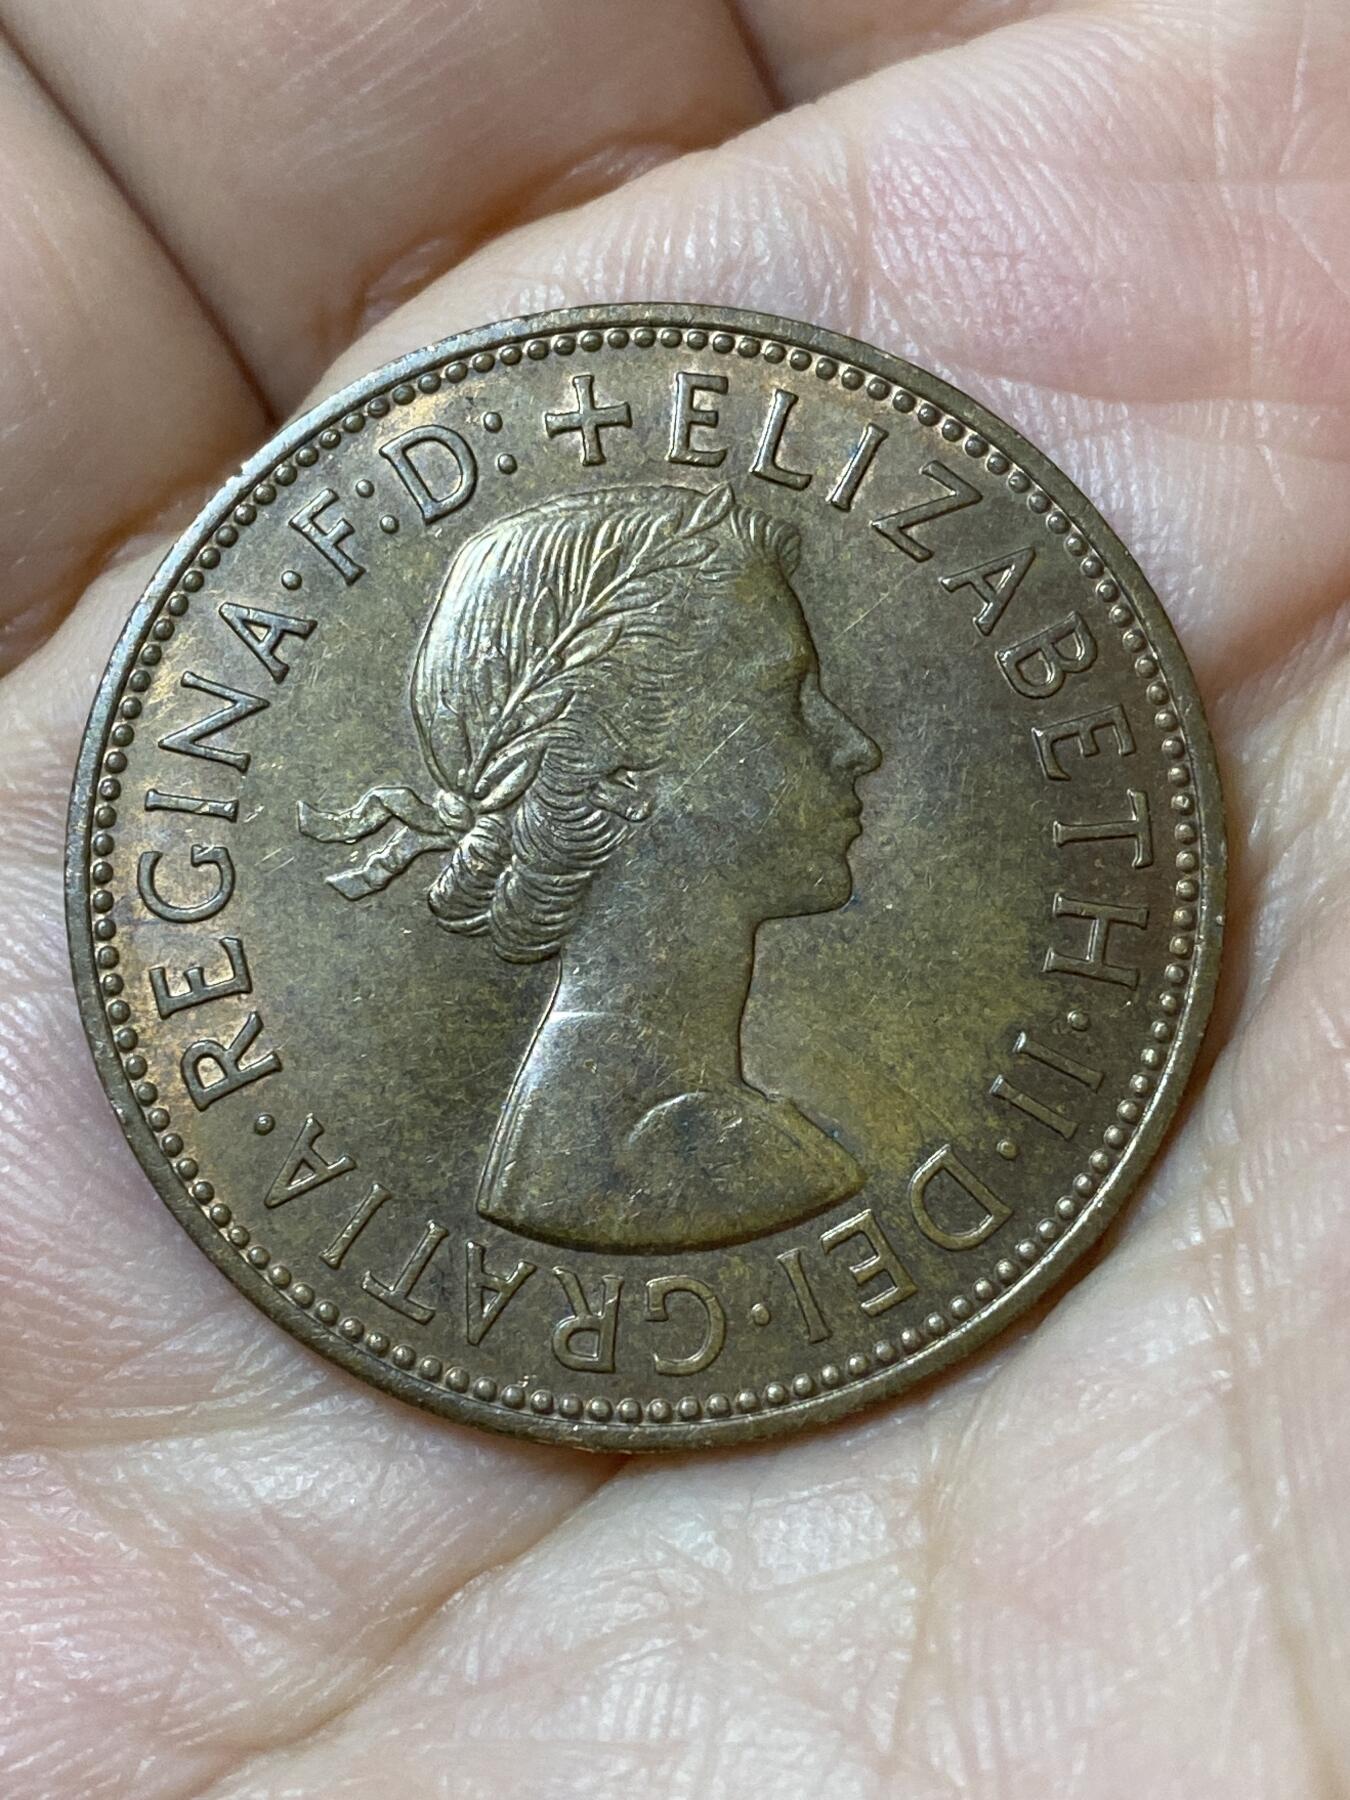 + ELIZABETH · II · DEI · GRATIA · REGINA · F : D :